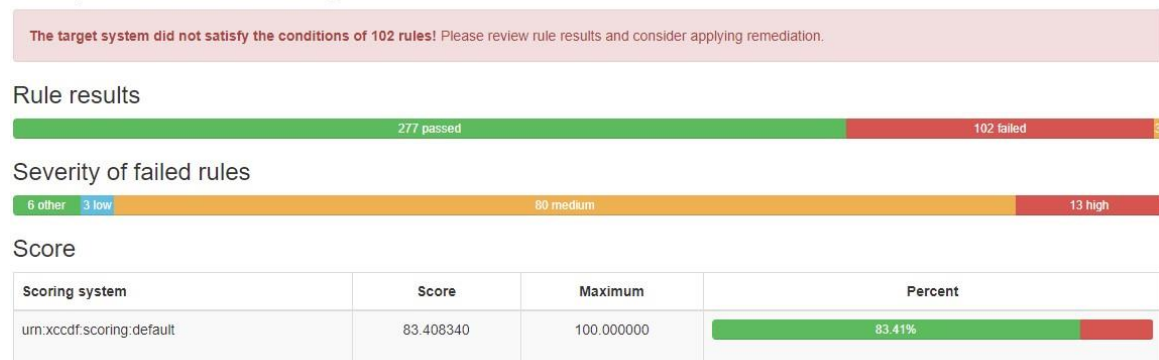 The target system did not satisfy the conditions of 102 rules! Please review rule results and consider applying remediation.
Rule results
277 passed
102 failed
Severity of failed rules
6 other
3 low
80 medium
13 high
Score
Scoring system
Score
Maximum
Percent
urn:xccdf:scoring:default
83.408340
100.000000
83.41%